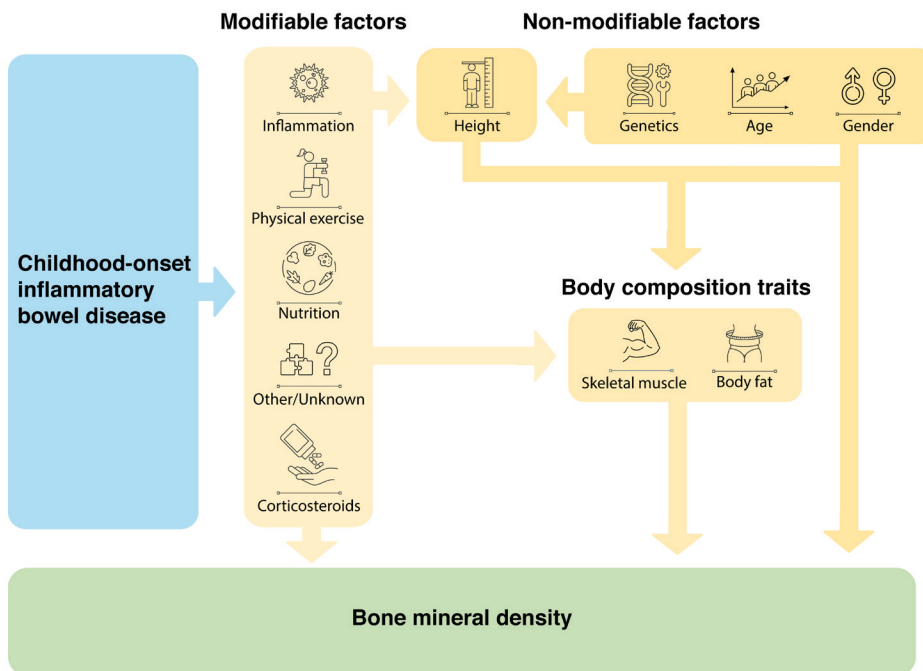 Modifiable factors
Non-modifiable factors
Inflammation
Height
Genetics
Age
Gender
Physical exercise
Childhood-onset
inflammatory
bowel disease
Nutrition
Body composition traits
Other/Unknown
Skeletal muscle
Body fat
Corticosteroids
Bone mineral density